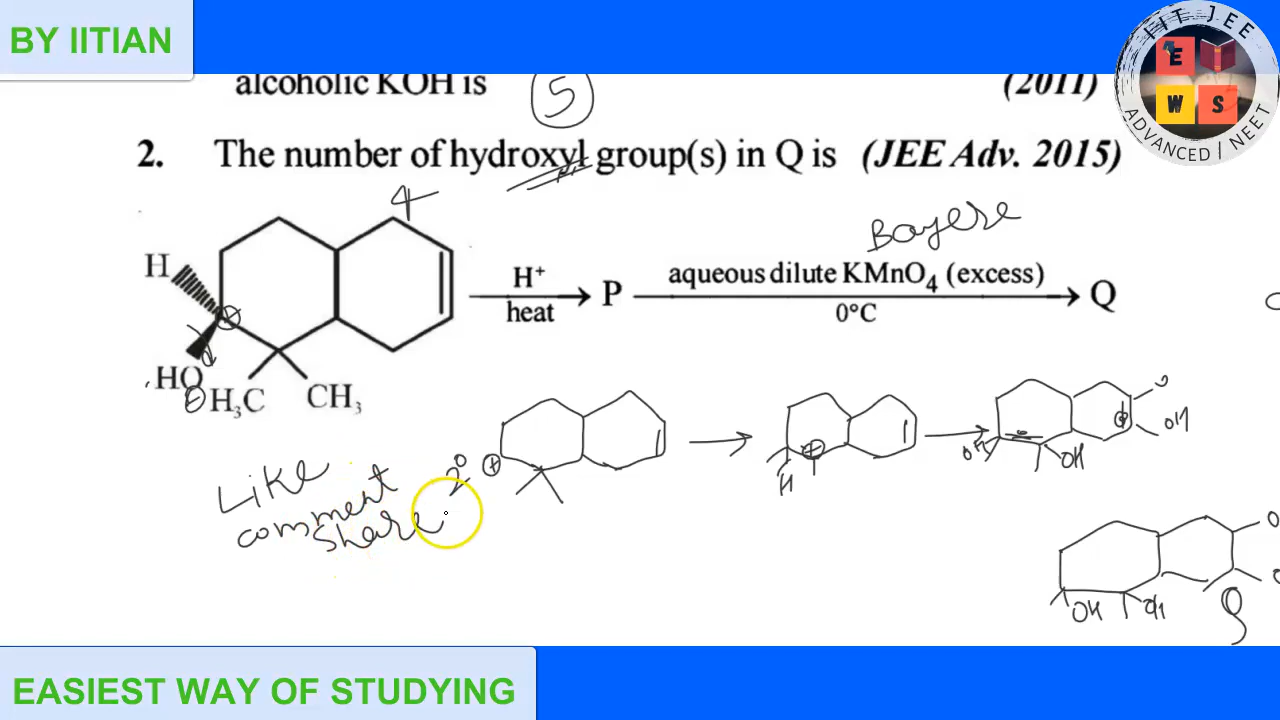 BY IITIAN
IIT JEE
E
W S
ADVANCED / NEET
alcoholic KOH is 5 (2011)
2. The number of hydroxyl group(s) in Q is (JEE Adv. 2015)
4
Bayere
H
H⁺
heat
P
aqueous dilute KMnO₄ (excess)
0°C
Q
HO
H₃C CH₃
Like
comment
share
2°
H
OH
OH
OH
OH
Q
EASIEST WAY OF STUDYING